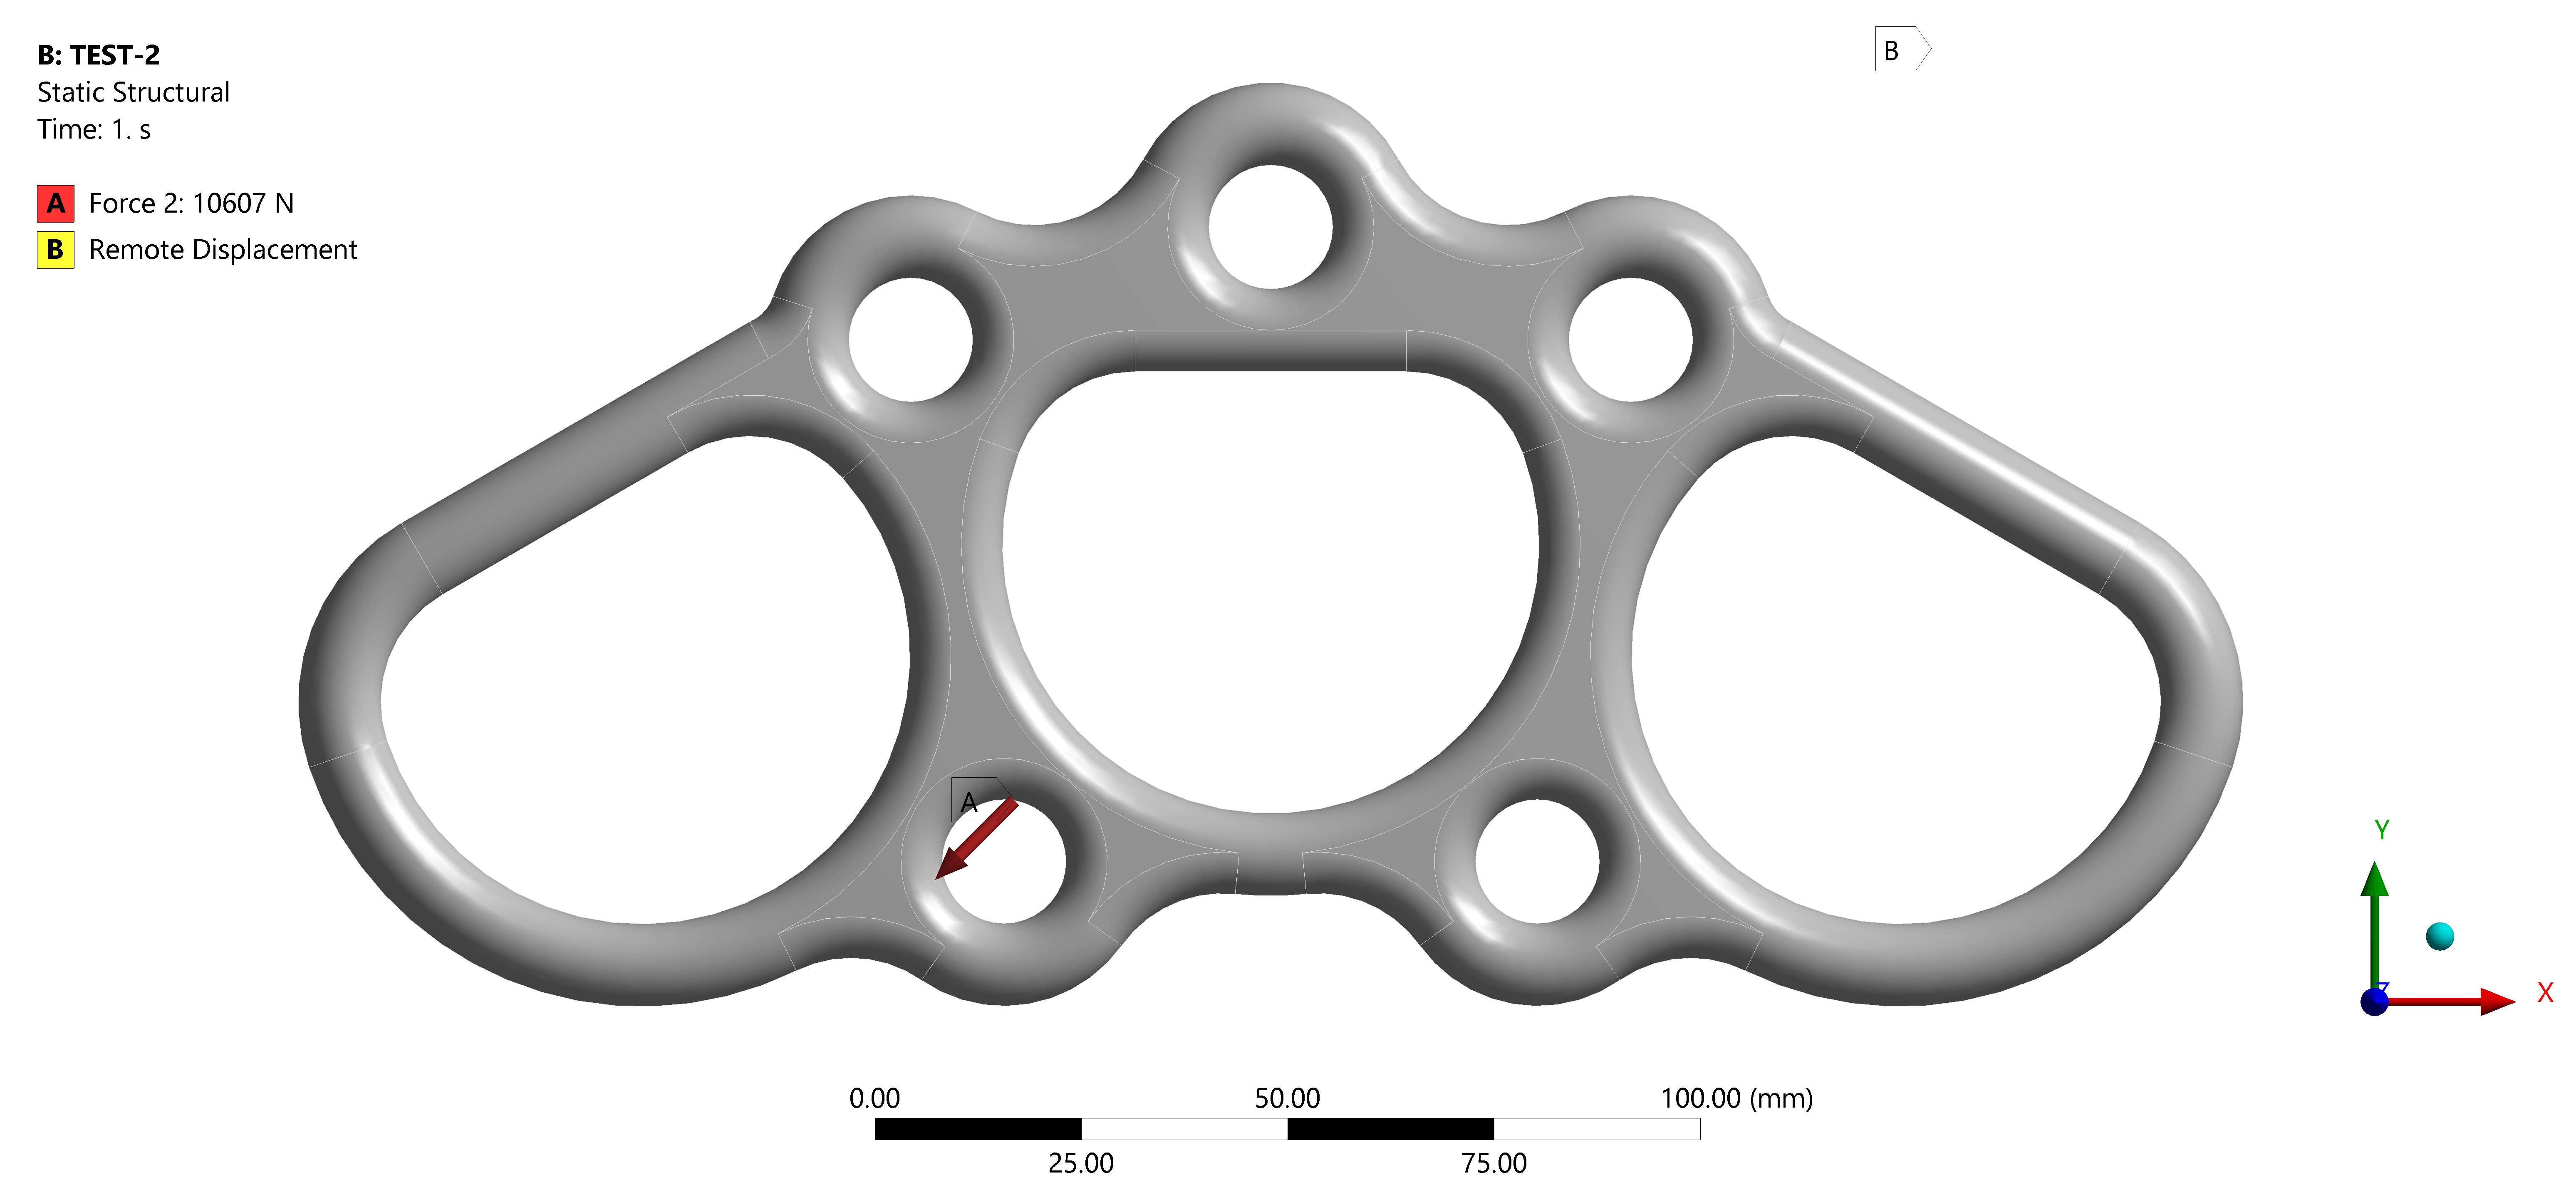 B: TEST-2
Static Structural
Time: 1. s
A Force 2: 10607 N
B Remote Displacement
B
A
Y
Z
X
0.00 50.00 100.00 (mm)
25.00 75.00